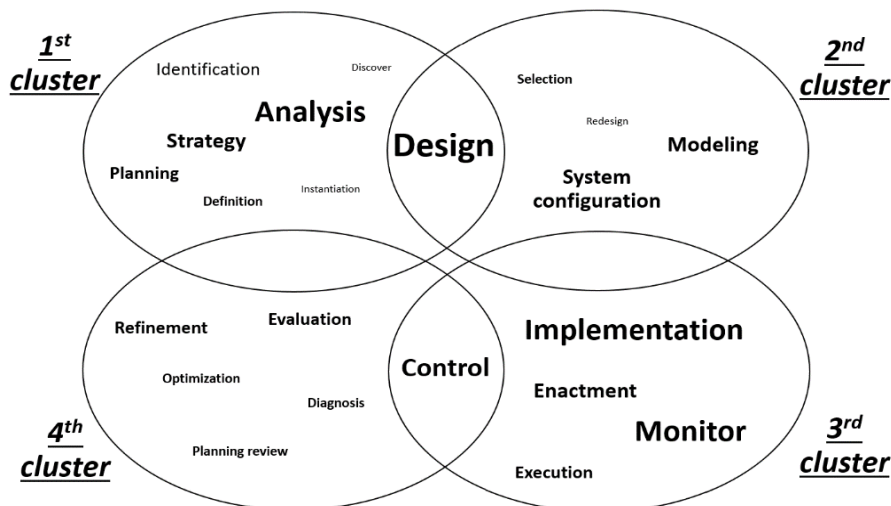 1st
cluster
Identification
Discover
Analysis
Strategy
Planning
Definition
Instantiation
Design
2nd
cluster
Selection
Redesign
Modeling
System
configuration
4th
cluster
Refinement
Evaluation
Optimization
Diagnosis
Planning review
Control
3rd
cluster
Implementation
Enactment
Monitor
Execution